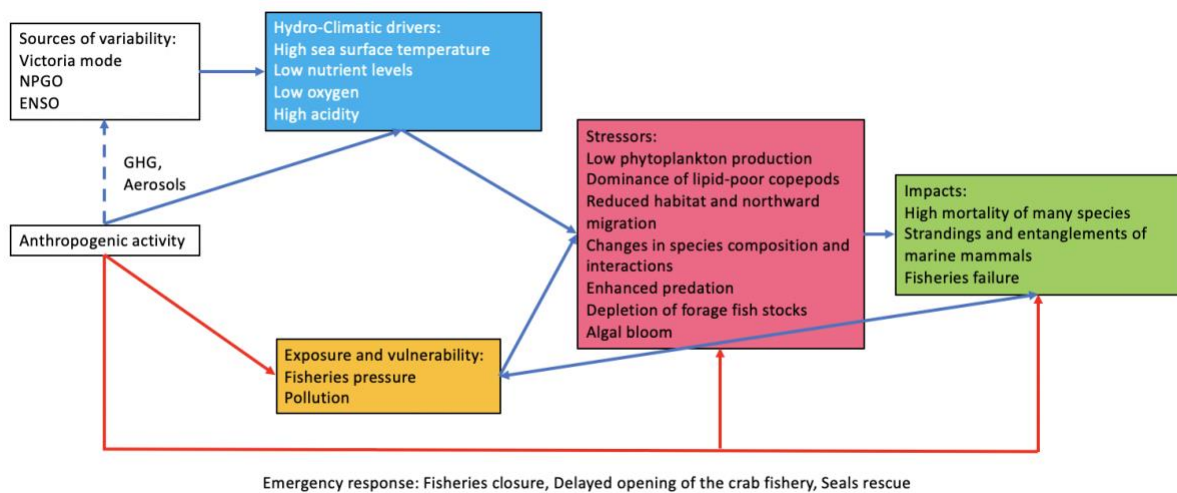 Sources of variability:
Victoria mode
NPGO
ENSO
Hydro-Climatic drivers:
High sea surface temperature
Low nutrient levels
Low oxygen
High acidity
GHG,
Aerosols
Anthropogenic activity
Stressors:
Low phytoplankton production
Dominance of lipid-poor copepods
Reduced habitat and northward
migration
Changes in species composition and
interactions
Enhanced predation
Depletion of forage fish stocks
Algal bloom
Impacts:
High mortality of many species
Strandings and entanglements of
marine mammals
Fisheries failure
Exposure and vulnerability:
Fisheries pressure
Pollution
Emergency response: Fisheries closure, Delayed opening of the crab fishery, Seals rescue